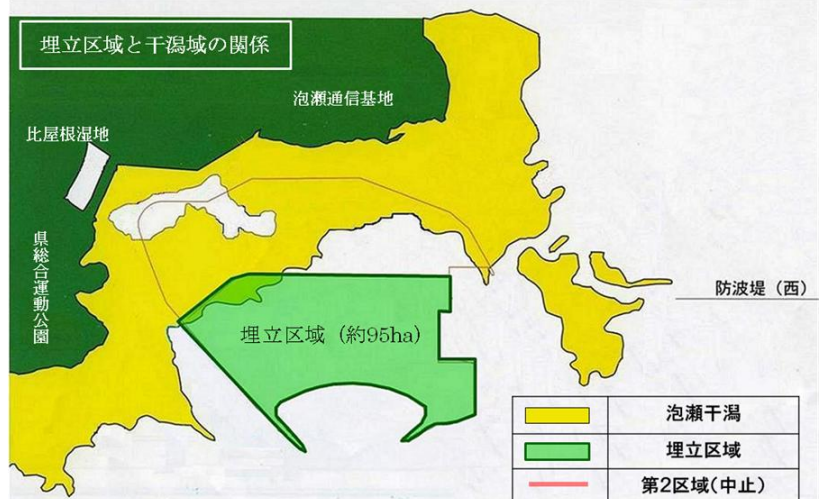 埋立区域と干潟域の関係
泡瀬通信基地
比屋根湿地
県総合運動公園
防波堤（西）
埋立区域（約95ha）
泡瀬干潟
埋立区域
第2区域(中止)